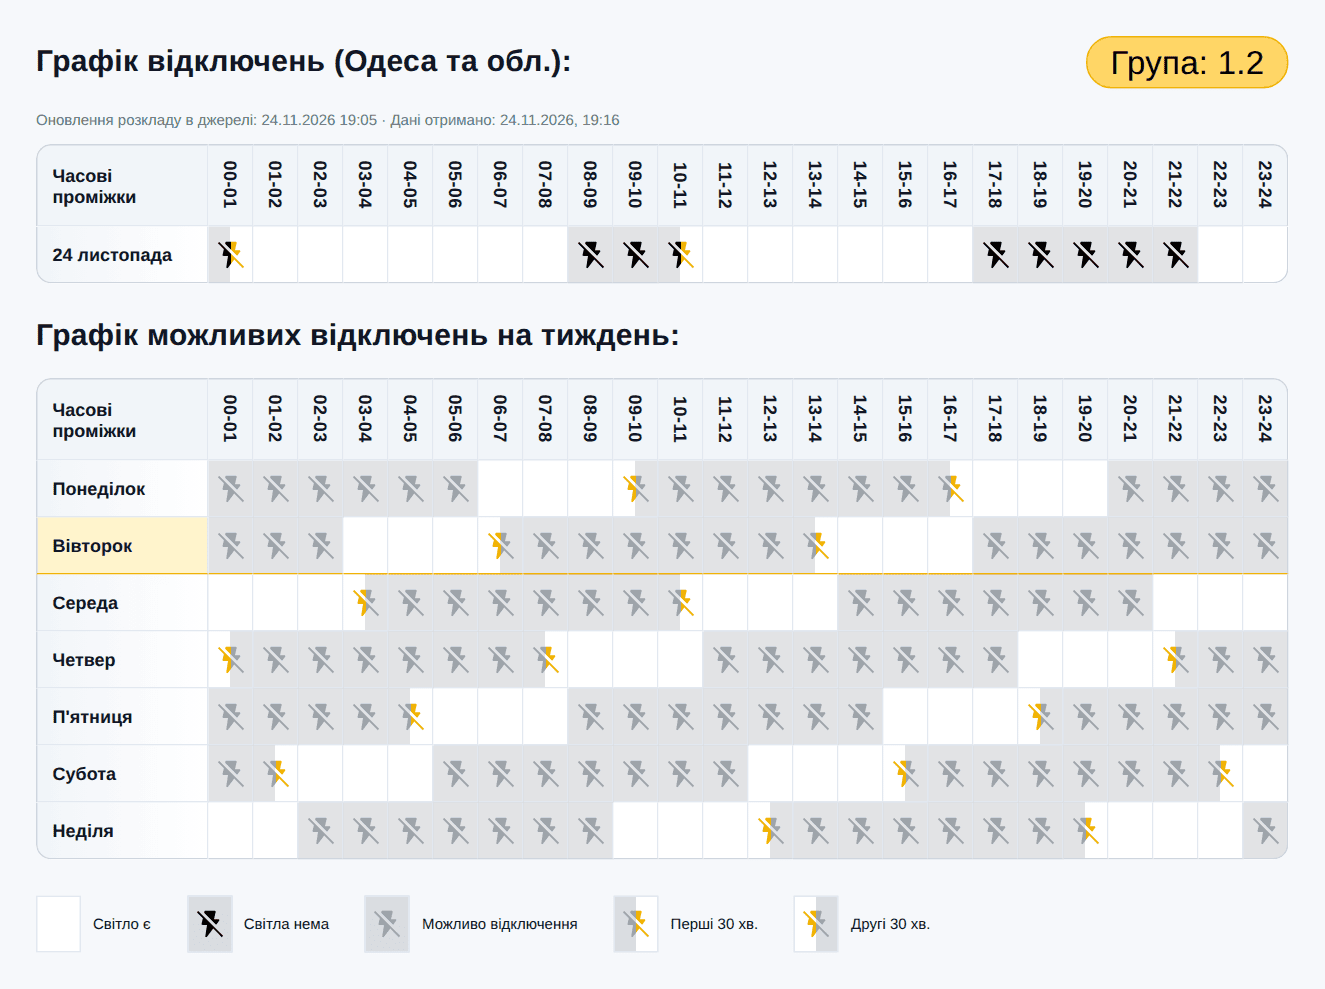 Графік відключень (Одеса та обл.):
Група: 1.2
Оновлення розкладу в джерелі: 24.11.2026 19:05 · Дані отримано: 24.11.2026, 19:16
Часові проміжки 00-01 01-02 02-03 03-04 04-05 05-06 06-07 07-08 08-09 09-10 10-11 11-12 12-13 13-14 14-15 15-16 16-17 17-18 18-19 19-20 20-21 21-22 22-23 23-24
24 листопада
Графік можливих відключень на тиждень:
Часові проміжки 00-01 01-02 02-03 03-04 04-05 05-06 06-07 07-08 08-09 09-10 10-11 11-12 12-13 13-14 14-15 15-16 16-17 17-18 18-19 19-20 20-21 21-22 22-23 23-24
Понеділок
Вівторок
Середа
Четвер
П'ятниця
Субота
Неділя
Світло є Світла нема Можливо відключення Перші 30 хв. Другі 30 хв.